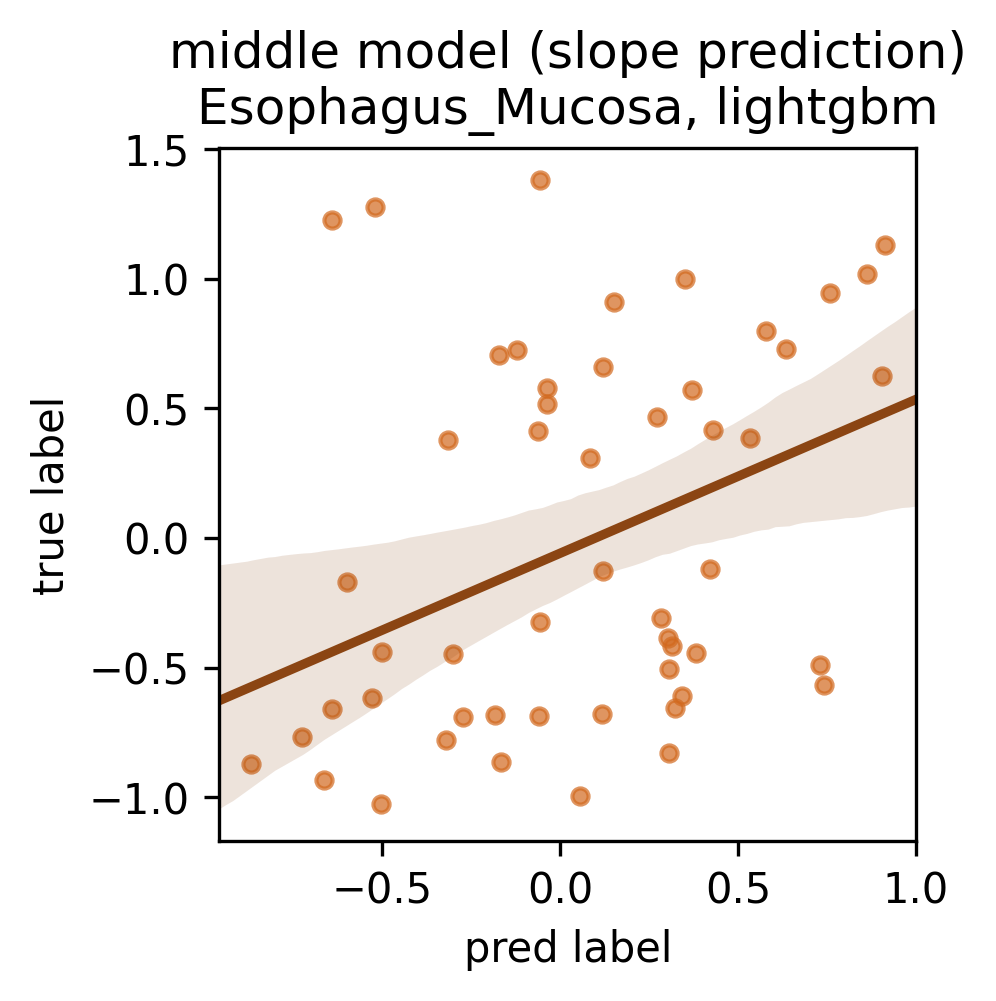 middle model (slope prediction)
Esophagus_Mucosa, lightgbm
1.5
1.0
0.5
0.0
−0.5
−1.0
true label
−0.5 0.0 0.5 1.0
pred label